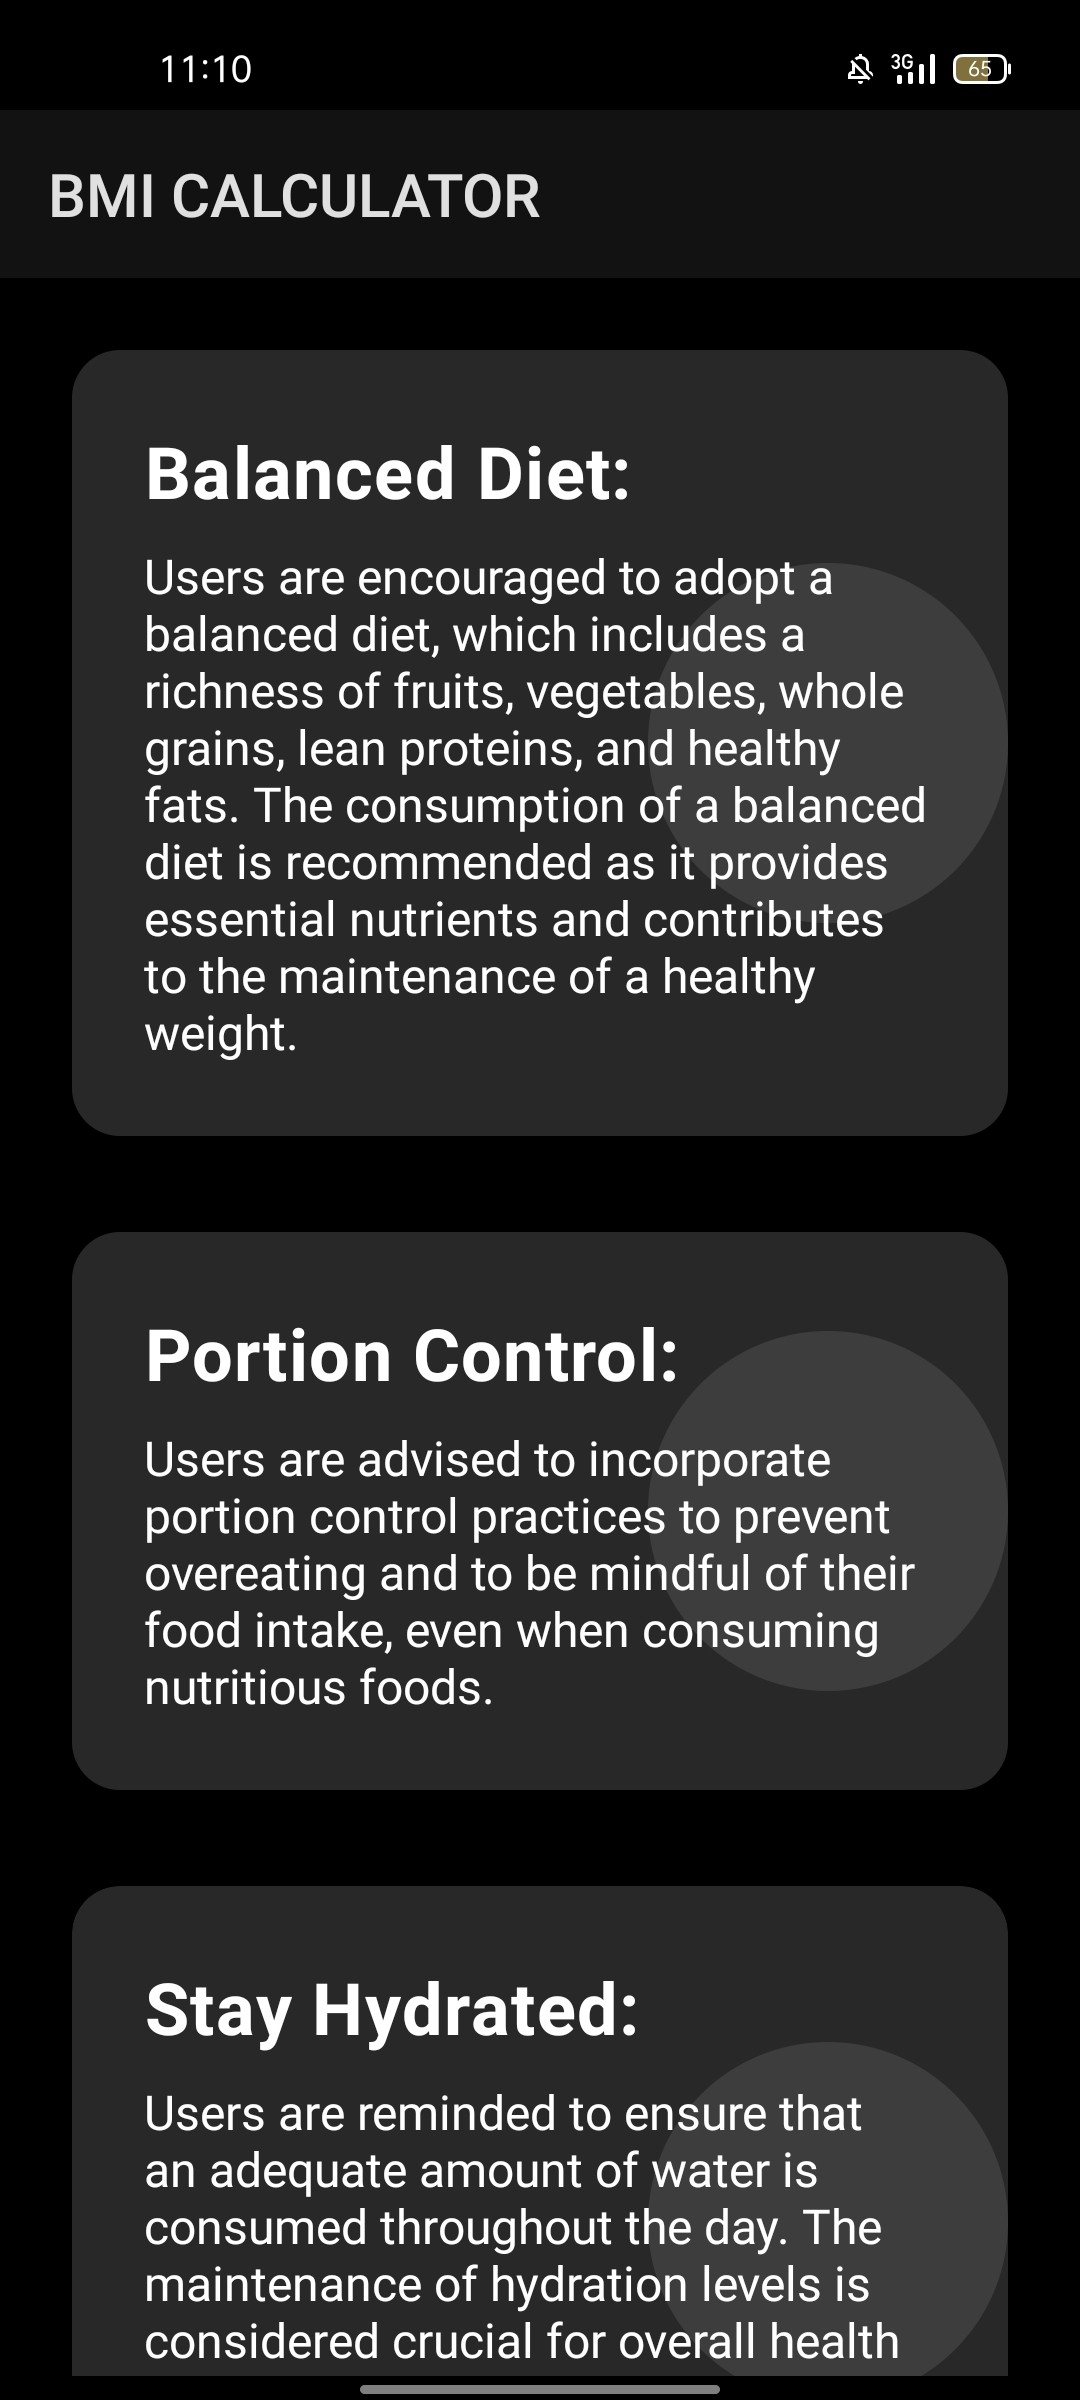 11:10
3G
65
BMI CALCULATOR
Balanced Diet:
Users are encouraged to adopt a
balanced diet, which includes a
richness of fruits, vegetables, whole
grains, lean proteins, and healthy
fats. The consumption of a balanced
diet is recommended as it provides
essential nutrients and contributes
to the maintenance of a healthy
weight.
Portion Control:
Users are advised to incorporate
portion control practices to prevent
overeating and to be mindful of their
food intake, even when consuming
nutritious foods.
Stay Hydrated:
Users are reminded to ensure that
an adequate amount of water is
consumed throughout the day. The
maintenance of hydration levels is
considered crucial for overall health